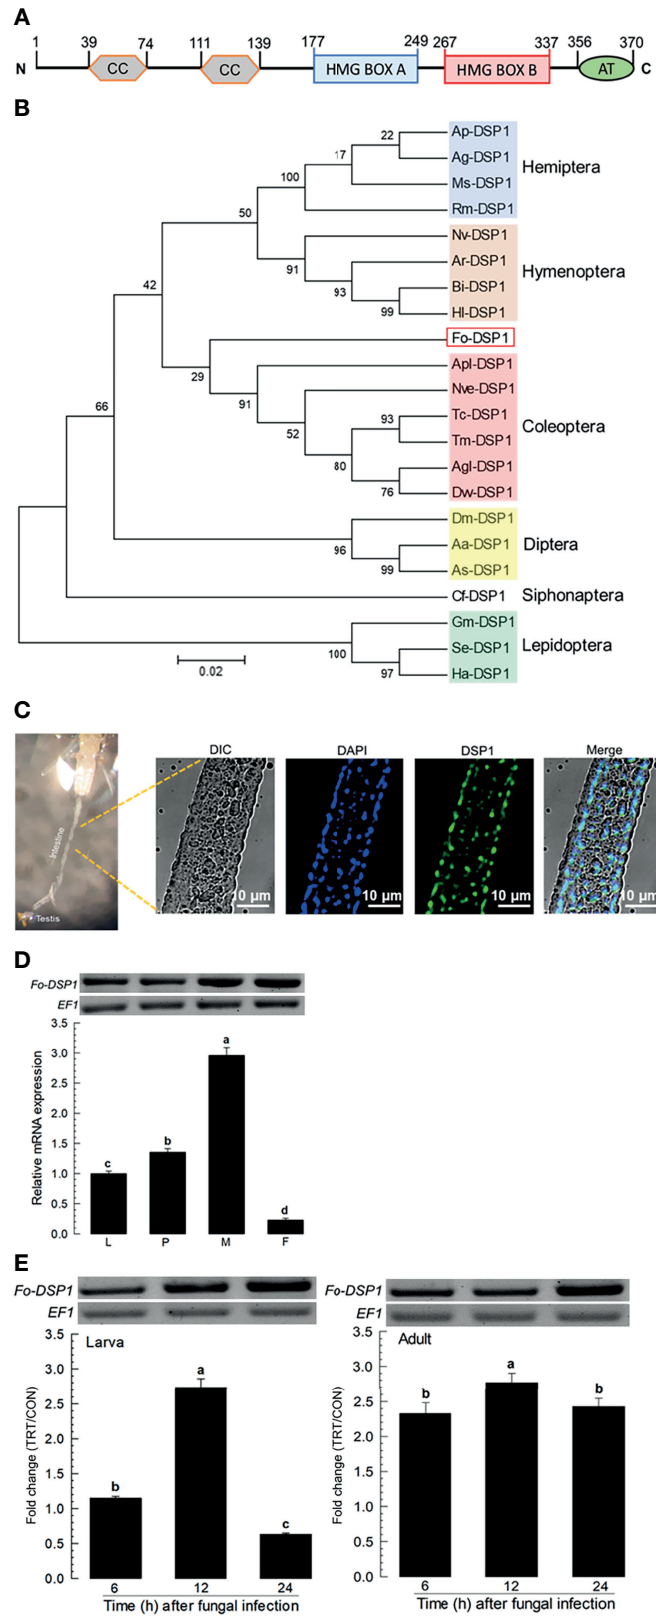 A
1 39 74 111 139 177 249 267 337 356 370
N CC CC HMG BOX A HMG BOX B AT C
B
22 Ap-DSP1
17 Ag-DSP1 Hemiptera
100 Ms-DSP1
50 Rm-DSP1
Nv-DSP1
91 Ar-DSP1 Hymenoptera
42 93 Bi-DSP1
99 Hl-DSP1
Fo-DSP1
29 Apl-DSP1
91 Nve-DSP1
66 52 93 Tc-DSP1 Coleoptera
Tm-DSP1
80 Agl-DSP1
76 Dw-DSP1
Dm-DSP1
96 Aa-DSP1 Diptera
99 As-DSP1
Cf-DSP1 Siphonaptera
Gm-DSP1
100 Se-DSP1 Lepidoptera
0.02 97 Ha-DSP1
C
DIC DAPI DSP1 Merge
Intestine
Testis
10 µm 10 µm 10 µm 10 µm
D
Fo-DSP1
EF1
Relative mRNA expression
3.5
3.0
2.5
2.0
1.5
1.0
0.5
0.0
c b a d
L P M F
E
Fo-DSP1
EF1
Larva
Fold change (TRT/CON)
3.5
3.0
2.5
2.0
1.5
1.0
0.5
0.0
b a c
6 12 24
Time (h) after fungal infection
Fo-DSP1
EF1
Adult
Fold change (TRT/CON)
3.5
3.0
2.5
2.0
1.5
1.0
0.5
0.0
b a b
6 12 24
Time (h) after fungal infection